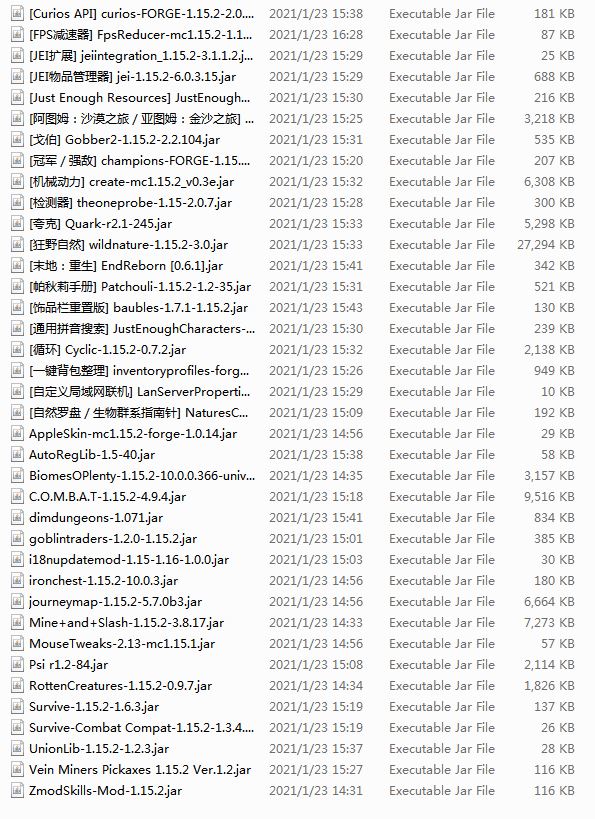 [Curios API] curios-FORGE-1.15.2-2.0.... 2021/1/23 15:38 Executable Jar File 181 KB
[FPS减速器] FpsReducer-mc1.15.2-1.1... 2021/1/23 16:28 Executable Jar File 87 KB
[JEI扩展] jeiintegration_1.15.2-3.1.1.2.j... 2021/1/23 15:29 Executable Jar File 25 KB
[JEI物品管理器] jei-1.15.2-6.0.3.15.jar 2021/1/23 15:29 Executable Jar File 688 KB
[Just Enough Resources] JustEnough... 2021/1/23 15:30 Executable Jar File 216 KB
[阿图姆：沙漠之旅 / 亚图姆：金沙之旅] ... 2021/1/23 15:25 Executable Jar File 3,218 KB
[戈伯] Gobber2-1.15.2-2.2.104.jar 2021/1/23 15:31 Executable Jar File 535 KB
[冠军 / 强敌] champions-FORGE-1.15.... 2021/1/23 15:20 Executable Jar File 207 KB
[机械动力] create-mc1.15.2_v0.3e.jar 2021/1/23 15:32 Executable Jar File 6,308 KB
[检测器] theoneprobe-1.15-2.0.7.jar 2021/1/23 15:28 Executable Jar File 300 KB
[夸克] Quark-r2.1-245.jar 2021/1/23 15:33 Executable Jar File 5,298 KB
[狂野自然] wildnature-1.15.2-3.0.jar 2021/1/23 15:33 Executable Jar File 27,294 KB
[末地：重生] EndReborn [0.6.1].jar 2021/1/23 15:41 Executable Jar File 342 KB
[帕秋莉手册] Patchouli-1.15.2-1.2-35.jar 2021/1/23 15:31 Executable Jar File 521 KB
[饰品栏重置版] baubles-1.7.1-1.15.2.jar 2021/1/23 15:43 Executable Jar File 130 KB
[通用拼音搜索] JustEnoughCharacters-... 2021/1/23 15:30 Executable Jar File 239 KB
[循环] Cyclic-1.15.2-0.7.2.jar 2021/1/23 15:32 Executable Jar File 2,138 KB
[一键背包整理] inventoryprofiles-forg... 2021/1/23 15:26 Executable Jar File 949 KB
[自定义局域网联机] LanServerProperti... 2021/1/23 15:29 Executable Jar File 10 KB
[自然罗盘 / 生物群系指南针] NaturesC... 2021/1/23 15:09 Executable Jar File 192 KB
AppleSkin-mc1.15.2-forge-1.0.14.jar 2021/1/23 14:56 Executable Jar File 29 KB
AutoRegLib-1.5-40.jar 2021/1/23 15:38 Executable Jar File 58 KB
BiomesOPlenty-1.15.2-10.0.0.366-univ... 2021/1/23 14:35 Executable Jar File 3,157 KB
C.O.M.B.A.T-1.15.2-4.9.4.jar 2021/1/23 15:18 Executable Jar File 9,516 KB
dimdungeons-1.071.jar 2021/1/23 15:41 Executable Jar File 834 KB
goblintraders-1.2.0-1.15.2.jar 2021/1/23 15:01 Executable Jar File 385 KB
i18nupdatemod-1.15-1.16-1.0.0.jar 2021/1/23 15:03 Executable Jar File 30 KB
ironchest-1.15.2-10.0.3.jar 2021/1/23 14:56 Executable Jar File 180 KB
journeymap-1.15.2-5.7.0b3.jar 2021/1/23 14:56 Executable Jar File 6,664 KB
Mine+and+Slash-1.15.2-3.8.17.jar 2021/1/23 14:33 Executable Jar File 7,273 KB
MouseTweaks-2.13-mc1.15.1.jar 2021/1/23 14:56 Executable Jar File 57 KB
Psi r1.2-84.jar 2021/1/23 15:08 Executable Jar File 2,114 KB
RottenCreatures-1.15.2-0.9.7.jar 2021/1/23 14:34 Executable Jar File 1,826 KB
Survive-1.15.2-1.6.3.jar 2021/1/23 15:19 Executable Jar File 137 KB
Survive-Combat Compat-1.15.2-1.3.4.... 2021/1/23 15:19 Executable Jar File 26 KB
UnionLib-1.15.2-1.2.3.jar 2021/1/23 15:37 Executable Jar File 28 KB
Vein Miners Pickaxes 1.15.2 Ver.1.2.jar 2021/1/23 15:27 Executable Jar File 116 KB
ZmodSkills-Mod-1.15.2.jar 2021/1/23 14:31 Executable Jar File 116 KB